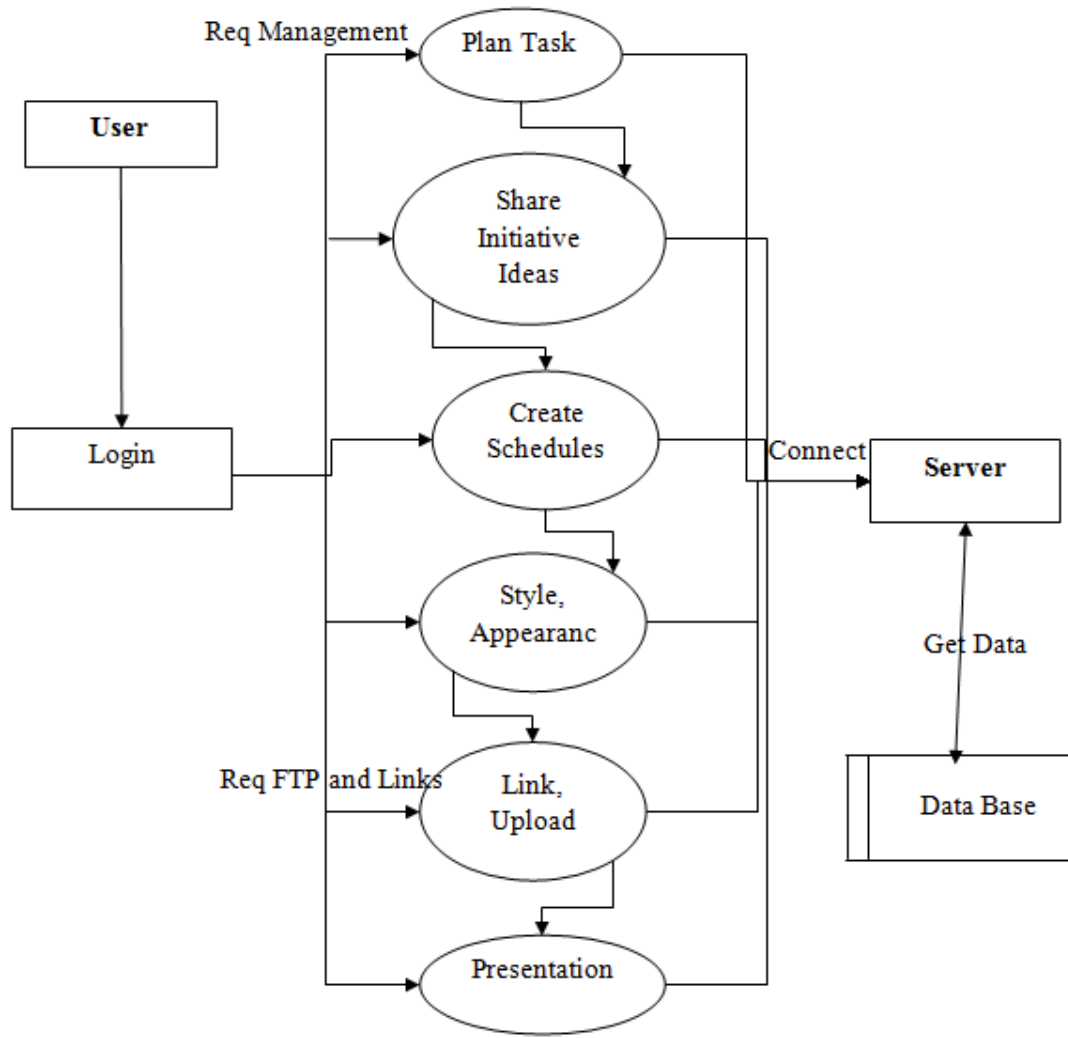 Req Management
Plan Task
User
Share
Initiative
Ideas
Create
Schedules
Login
Connect
Server
Style,
Appearanc
Get Data
Req FTP and Links
Link,
Upload
Data Base
Presentation